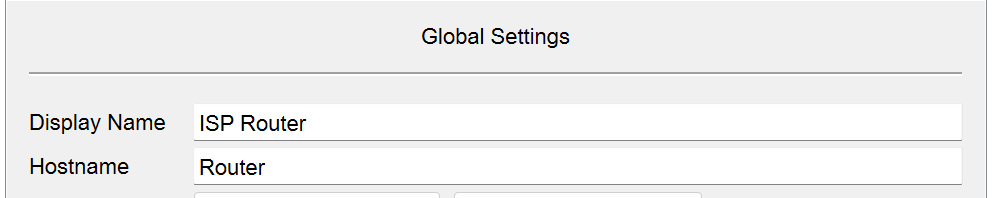 Global Settings
Display Name ISP Router
Hostname Router